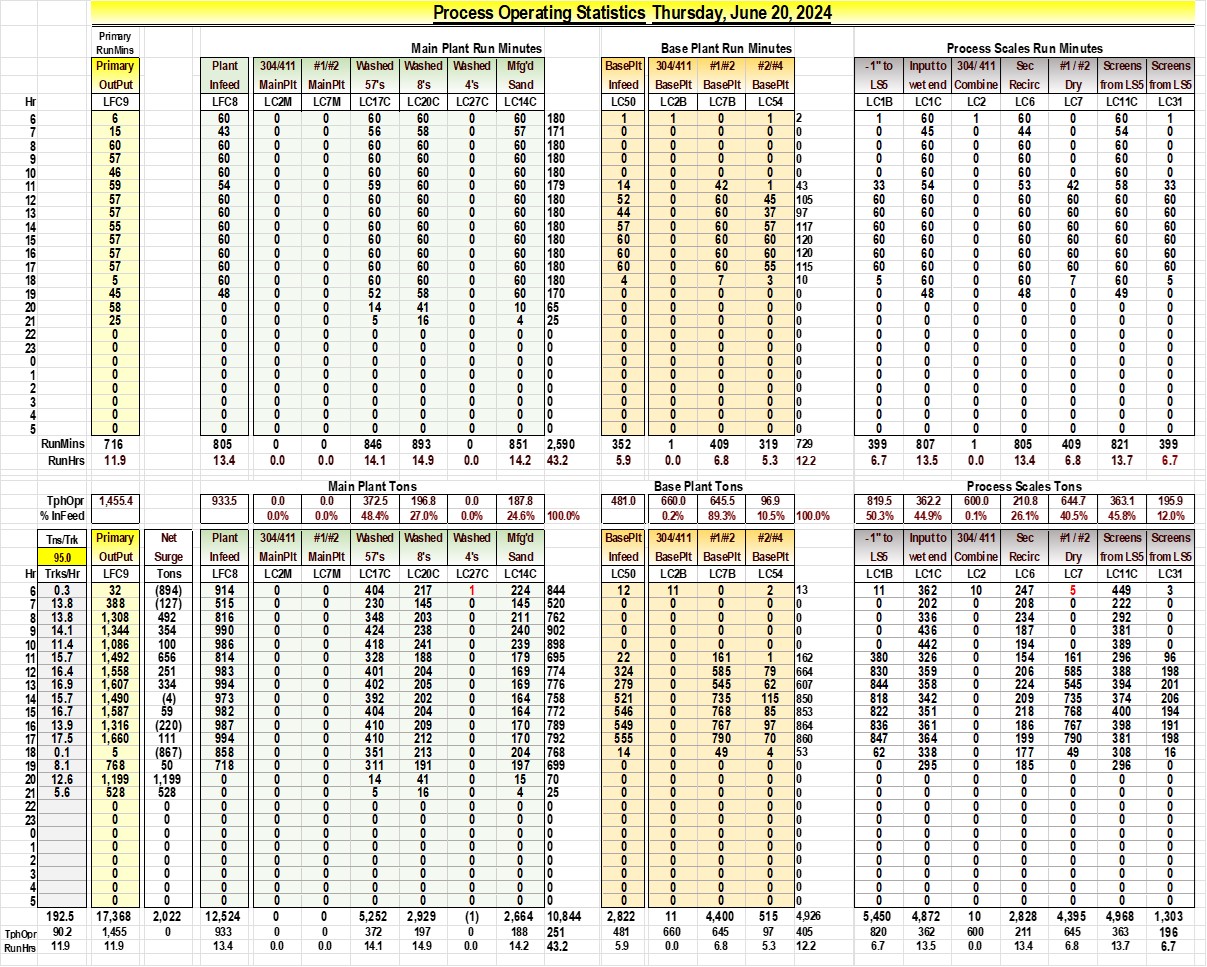 Process Operating Statistics Thursday, June 20, 2024
Primary
RunMins Main Plant Run Minutes Base Plant Run Minutes Process Scales Run Minutes
Primary Plant 304/411 #1/#2 Washed Washed Washed Mfg'd BasePlt 304/411 #1/#2 #2/#4 -1" to Input to 304/ 411 Sec #1 / #2 Screens Screens
OutPut Infeed MainPlt MainPlt 57's 8's 4's Sand Infeed BasePlt BasePlt BasePlt LS5 wet end Combine Recirc Dry from LS5 from LS5
Hr LFC9 LFC8 LC2M LC7M LC17C LC20C LC27C LC14C LC50 LC2B LC7B LC54 LC1B LC1C LC2 LC6 LC7 LC11C LC31
6 6 60 0 0 60 60 0 60 180 1 1 0 1 2 1 60 1 60 0 60 1
7 15 43 0 0 56 58 0 57 171 0 0 0 0 0 0 45 0 44 0 54 0
8 60 60 0 0 60 60 0 60 180 0 0 0 0 0 0 60 0 60 0 60 0
9 57 60 0 0 60 60 0 60 180 0 0 0 0 0 0 60 0 60 0 60 0
10 46 60 0 0 60 60 0 60 180 0 0 0 0 0 0 60 0 60 0 60 0
11 59 54 0 0 59 60 0 60 179 14 0 42 1 43 33 54 0 53 42 58 33
12 57 60 0 0 60 60 0 60 180 52 0 60 45 105 60 60 0 60 60 60 60
13 57 60 0 0 60 60 0 60 180 44 0 60 37 97 60 60 0 60 60 60 60
14 55 60 0 0 60 60 0 60 180 57 0 60 57 117 60 60 0 60 60 60 60
15 57 60 0 0 60 60 0 60 180 60 0 60 60 120 60 60 0 60 60 60 60
16 57 60 0 0 60 60 0 60 180 60 0 60 60 120 60 60 0 60 60 60 60
17 57 60 0 0 60 60 0 60 180 60 0 60 55 115 60 60 0 60 60 60 60
18 5 60 0 0 60 60 0 60 180 4 0 7 3 10 5 60 0 60 7 60 5
19 45 48 0 0 52 58 0 60 170 0 0 0 0 0 0 48 0 48 0 49 0
20 58 0 0 0 14 41 0 10 65 0 0 0 0 0 0 0 0 0 0 0 0
21 25 0 0 0 5 16 0 4 25 0 0 0 0 0 0 0 0 0 0 0 0
22 0 0 0 0 0 0 0 0 0 0 0 0 0 0 0 0 0 0 0 0 0
23 0 0 0 0 0 0 0 0 0 0 0 0 0 0 0 0 0 0 0 0 0
0 0 0 0 0 0 0 0 0 0 0 0 0 0 0 0 0 0 0 0 0 0
1 0 0 0 0 0 0 0 0 0 0 0 0 0 0 0 0 0 0 0 0 0
2 0 0 0 0 0 0 0 0 0 0 0 0 0 0 0 0 0 0 0 0 0
3 0 0 0 0 0 0 0 0 0 0 0 0 0 0 0 0 0 0 0 0 0
4 0 0 0 0 0 0 0 0 0 0 0 0 0 0 0 0 0 0 0 0 0
5 0 0 0 0 0 0 0 0 0 0 0 0 0 0 0 0 0 0 0 0 0
RunMins 716 805 0 0 846 893 0 851 2,590 352 1 409 319 729 399 807 1 805 409 821 399
RunHrs 11.9 13.4 0.0 0.0 14.1 14.9 0.0 14.2 43.2 5.9 0.0 6.8 5.3 12.2 6.7 13.5 0.0 13.4 6.8 13.7 6.7
Main Plant Tons Base Plant Tons Process Scales Tons
TphOpr 1,455.4 933.5 0.0 0.0 372.5 196.8 0.0 187.8 481.0 660.0 645.5 96.9 819.5 362.2 600.0 210.8 644.7 363.1 195.9
% InFeed 0.0% 0.0% 48.4% 27.0% 0.0% 24.6% 100.0% 0.2% 89.3% 10.5% 100.0% 50.3% 44.9% 0.1% 26.1% 40.5% 45.8% 12.0%
Tns/Trk Primary Net Plant 304/411 #1/#2 Washed Washed Washed Mfg'd BasePlt 304/411 #1/#2 #2/#4 -1" to Input to 304/ 411 Sec #1 / #2 Screens Screens
95.0 OutPut Surge Infeed MainPlt MainPlt 57's 8's 4's Sand Infeed BasePlt BasePlt BasePlt LS5 wet end Combine Recirc Dry from LS5 from LS5
Hr Trks/Hr LFC9 Tons LFC8 LC2M LC7M LC17C LC20C LC27C LC14C LC50 LC2B LC7B LC54 LC1B LC1C LC2 LC6 LC7 LC11C LC31
6 0.3 32 (894) 914 0 0 404 217 1 224 844 12 11 0 2 13 11 362 10 247 5 449 3
7 13.8 388 (127) 515 0 0 230 145 0 145 520 0 0 0 0 0 0 202 0 208 0 222 0
8 13.8 1,308 492 816 0 0 348 203 0 211 762 0 0 0 0 0 0 336 0 234 0 292 0
9 14.1 1,344 354 990 0 0 424 238 0 240 902 0 0 0 0 0 0 436 0 187 0 381 0
10 11.4 1,086 100 986 0 0 418 241 0 239 898 0 0 0 0 0 0 442 0 194 0 389 0
11 15.7 1,492 656 814 0 0 328 188 0 179 695 22 0 161 1 162 380 326 0 154 161 296 96
12 16.4 1,558 251 983 0 0 401 204 0 169 774 324 0 585 79 664 830 359 0 206 585 388 198
13 16.9 1,607 334 994 0 0 402 205 0 169 776 279 0 545 62 607 844 358 0 224 545 394 201
14 15.7 1,490 (4) 973 0 0 392 202 0 164 758 521 0 735 115 850 818 342 0 209 735 374 206
15 16.7 1,587 59 982 0 0 404 204 0 164 772 546 0 768 85 853 822 351 0 218 768 400 194
16 13.9 1,316 (220) 987 0 0 410 209 0 170 789 549 0 767 97 864 836 361 0 186 767 398 191
17 17.5 1,660 111 994 0 0 410 212 0 170 792 555 0 790 70 860 847 364 0 199 790 381 198
18 0.1 5 (867) 858 0 0 351 213 0 204 768 14 0 49 4 53 62 338 0 177 49 308 16
19 8.1 768 50 718 0 0 311 191 0 197 699 0 0 0 0 0 0 295 0 185 0 296 0
20 12.6 1,199 1,199 0 0 0 14 41 0 15 70 0 0 0 0 0 0 0 0 0 0 0 0
21 5.6 528 528 0 0 0 5 16 0 4 25 0 0 0 0 0 0 0 0 0 0 0 0
22 0 0 0 0 0 0 0 0 0 0 0 0 0 0 0 0 0 0 0 0 0 0
23 0 0 0 0 0 0 0 0 0 0 0 0 0 0 0 0 0 0 0 0 0 0
0 0 0 0 0 0 0 0 0 0 0 0 0 0 0 0 0 0 0 0 0 0 0
1 0 0 0 0 0 0 0 0 0 0 0 0 0 0 0 0 0 0 0 0 0 0
2 0 0 0 0 0 0 0 0 0 0 0 0 0 0 0 0 0 0 0 0 0 0
3 0 0 0 0 0 0 0 0 0 0 0 0 0 0 0 0 0 0 0 0 0 0
4 0 0 0 0 0 0 0 0 0 0 0 0 0 0 0 0 0 0 0 0 0 0
5 0 0 0 0 0 0 0 0 0 0 0 0 0 0 0 0 0 0 0 0 0 0
192.5 17,368 2,022 12,524 0 0 5,252 2,929 (1) 2,664 10,844 2,822 11 4,400 515 4,926 5,450 4,872 10 2,828 4,395 4,968 1,303
TphOpr 90.2 1,455 0 933 0 0 372 197 0 188 251 481 660 645 97 405 820 362 600 211 645 363 196
RunHrs 11.9 11.9 13.4 0.0 0.0 14.1 14.9 0.0 14.2 43.2 5.9 0.0 6.8 5.3 12.2 6.7 13.5 0.0 13.4 6.8 13.7 6.7